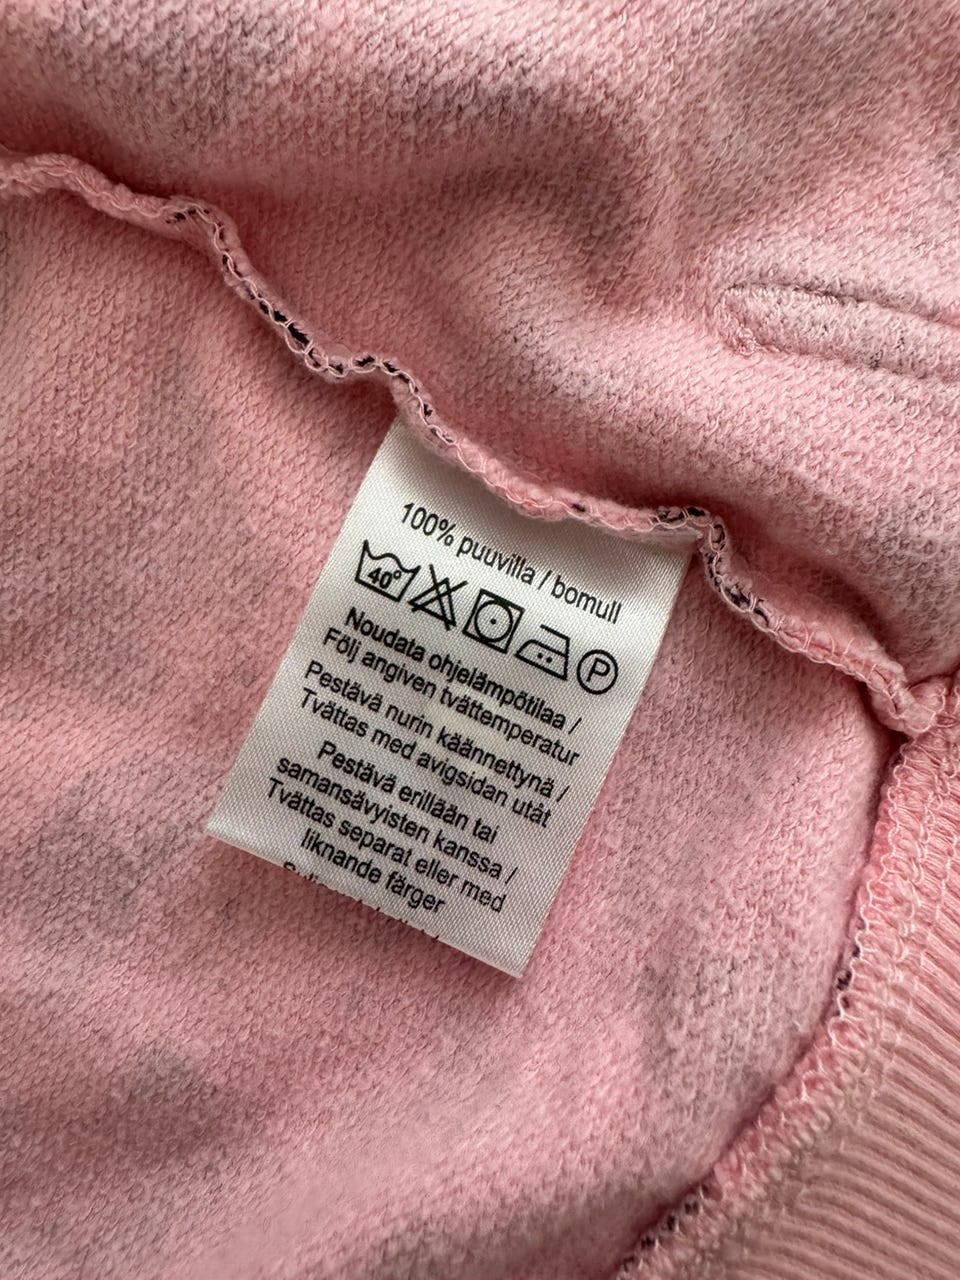 100% puuvilla / bomull
40°
P
Noudata ohjelämpötilaa /
Följ angiven tvättemperatur
Pestävä nurin käännettynä /
Tvättas med avigsidan utåt
Pestävä erillään tai
samansävyisten kanssa /
Tvättas separat eller med
liknande färger